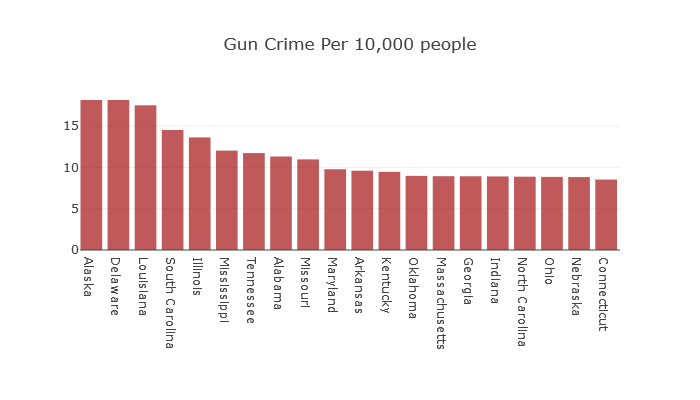 Gun Crime Per 10,000 people
15
10
5
0
Alaska
Delaware
Louisiana
South Carolina
Illinois
Mississippi
Tennessee
Alabama
Missouri
Maryland
Arkansas
Kentucky
Oklahoma
Massachusetts
Georgia
Indiana
North Carolina
Ohio
Nebraska
Connecticut